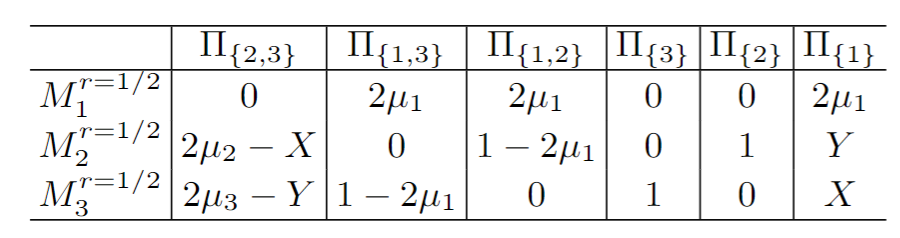 Π_{2,3} Π_{1,3} Π_{1,2} Π_{3} Π_{2} Π_{1}
M_1^{r=1/2} 0 2μ_1 2μ_1 0 0 2μ_1
M_2^{r=1/2} 2μ_2 − X 0 1 − 2μ_1 0 1 Y
M_3^{r=1/2} 2μ_3 − Y 1 − 2μ_1 0 1 0 X